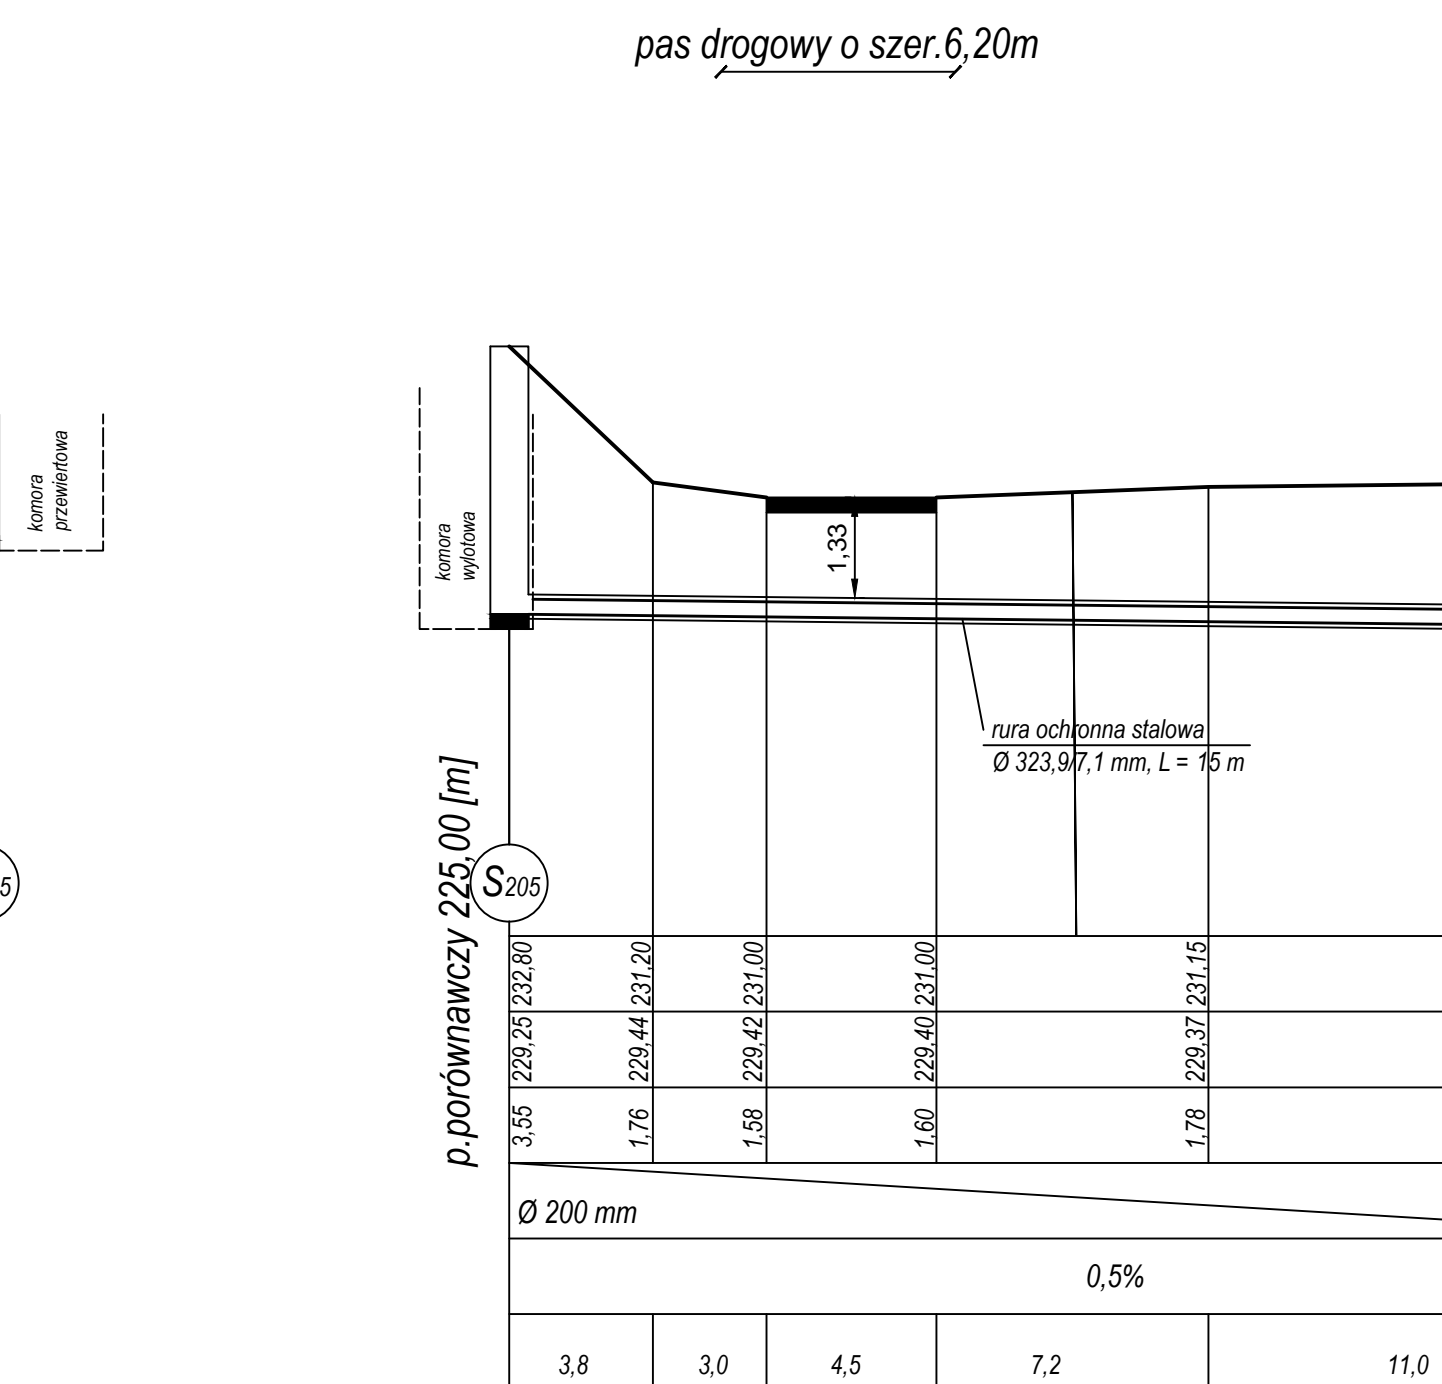 pas drogowy o szer.6,20m
komora
przewiertowa
komora
wylotowa
1,33
rura ochronna stalowa
Ø 323,9/7,1 mm, L = 15 m
p.porównawczy 225,00 [m]
5
S205
232,80 231,20 231,00 231,00 231,15
229,25 229,44 229,42 229,40 229,37
3,55 1,76 1,58 1,60 1,78
Ø 200 mm
0,5%
3,8 3,0 4,5 7,2 11,0